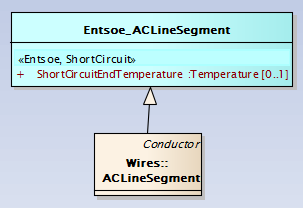 Entsoe_ACLineSegment
«Entsoe, ShortCircuit»
+ ShortCircuitEndTemperature :Temperature [0..1]
Conductor
Wires::
ACLineSegment